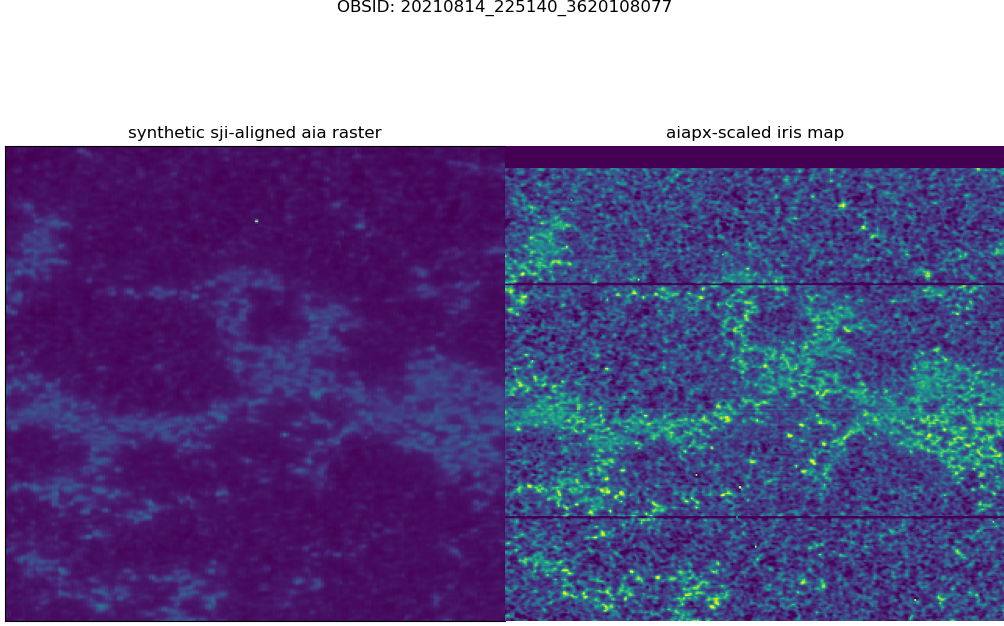 OBSID: 20210814_225140_3620108077
synthetic sji-aligned aia raster
aiapx-scaled iris map